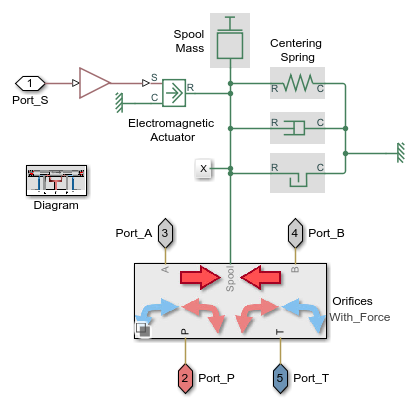 Spool
Mass
Centering
Spring
1
Port_S
S
C
R
Electromagnetic
Actuator
R
C
R
C
R
C
X
Diagram
Port_A
3
4
Port_B
A
Spool
B
P
T
Orifices
With_Force
2
Port_P
5
Port_T